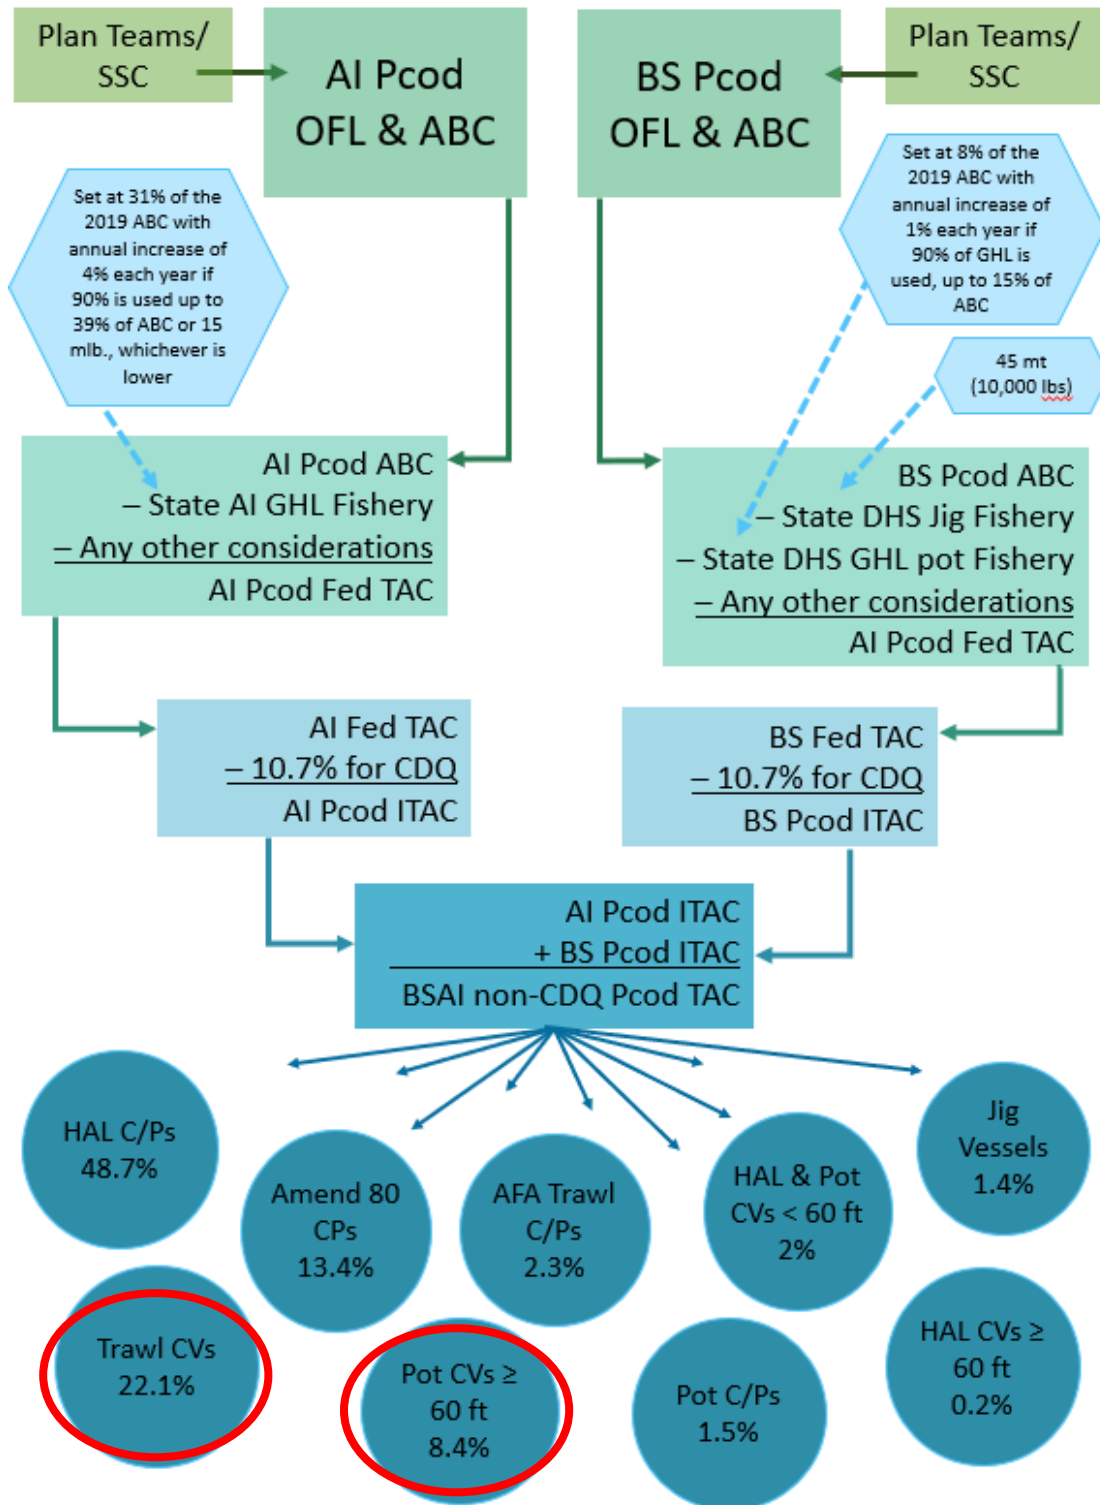 Plan Teams/
SSC
AI Pcod
OFL & ABC
BS Pcod
OFL & ABC
Plan Teams/
SSC
Set at 31% of the
2019 ABC with
annual increase of
4% each year if
90% is used up to
39% of ABC or 15
mlb., whichever is
lower
Set at 8% of the
2019 ABC with
annual increase of
1% each year if
90% of GHL is
used, up to 15% of
ABC
45 mt
(10,000 lbs)
AI Pcod ABC
– State AI GHL Fishery
– Any other considerations
AI Pcod Fed TAC
BS Pcod ABC
– State DHS Jig Fishery
– State DHS GHL pot Fishery
– Any other considerations
AI Pcod Fed TAC
AI Fed TAC
– 10.7% for CDQ
AI Pcod ITAC
BS Fed TAC
– 10.7% for CDQ
BS Pcod ITAC
AI Pcod ITAC
+ BS Pcod ITAC
BSAI non-CDQ Pcod TAC
HAL C/Ps
48.7%
Amend 80
CPs
13.4%
AFA Trawl
C/Ps
2.3%
HAL & Pot
CVs < 60 ft
2%
Jig
Vessels
1.4%
Trawl CVs
22.1%
Pot CVs ≥
60 ft
8.4%
Pot C/Ps
1.5%
HAL CVs ≥
60 ft
0.2%